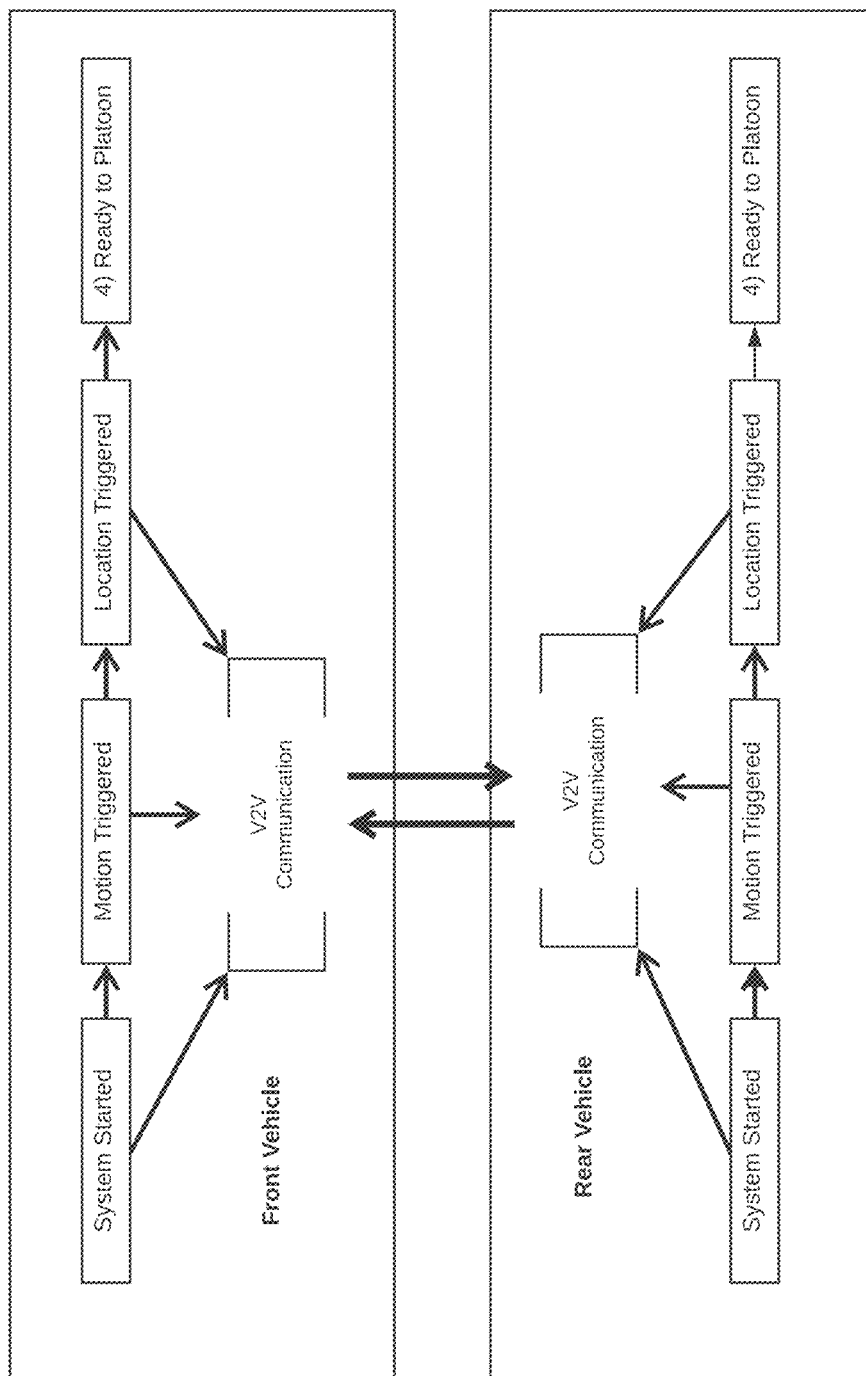 System Started
Motion Triggered
Location Triggered
4) Ready to Platoon
V2V
Communication
Front Vehicle
V2V
Communication
Rear Vehicle
System Started
Motion Triggered
Location Triggered
4) Ready to Platoon